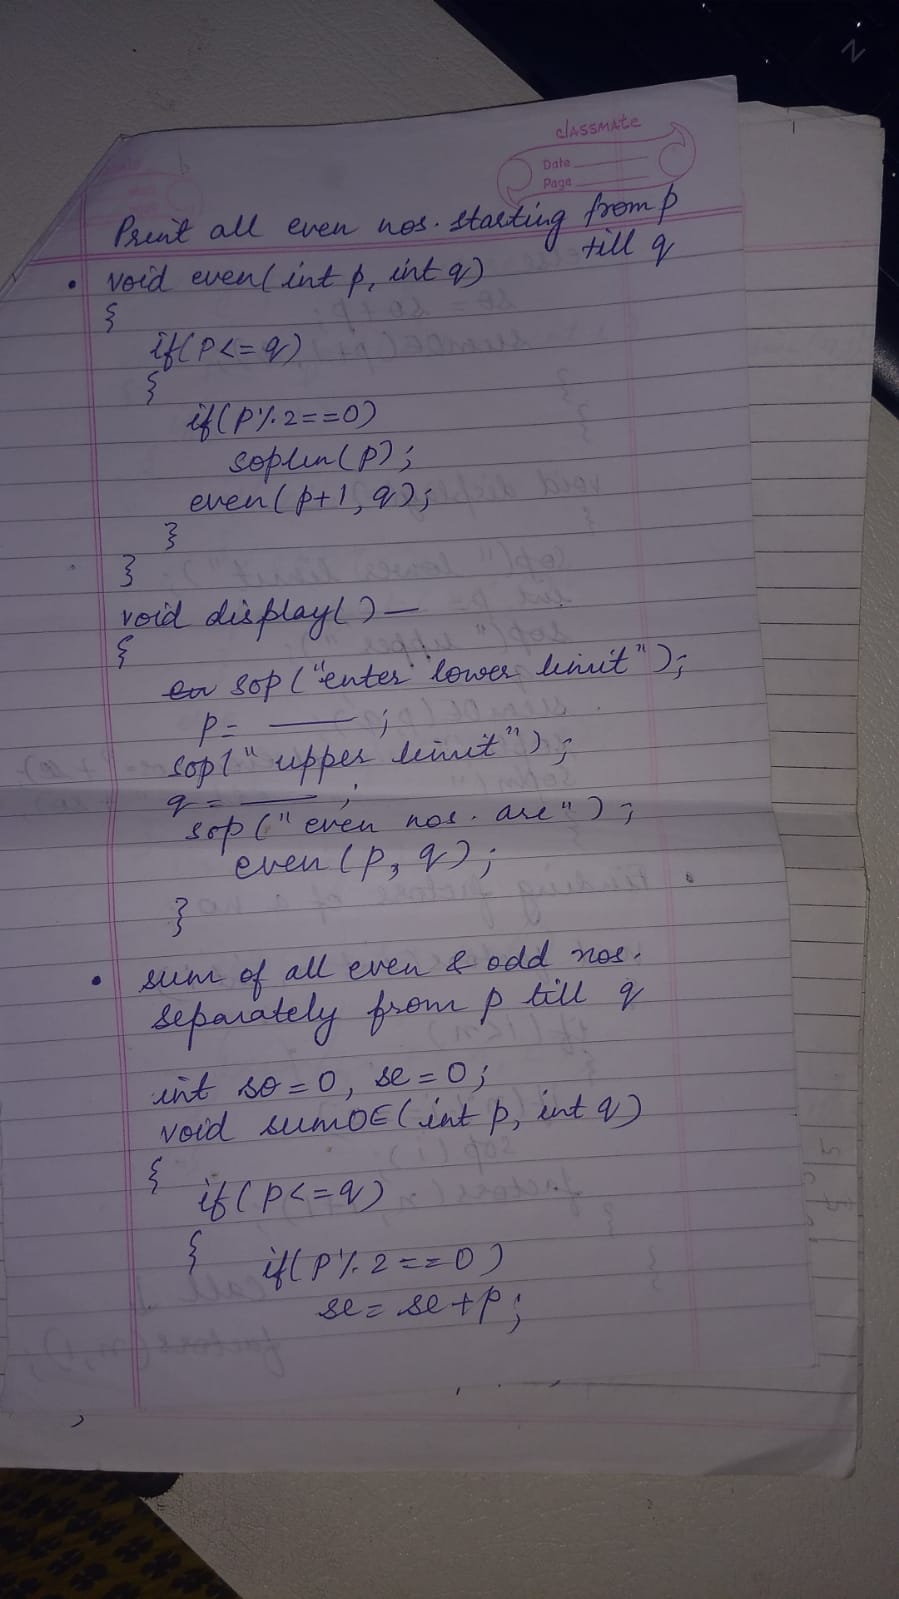 classmate
Date
Page
Print all even nos. starting from p
till q
• void even(int p, int q)
{
if(p<=q)
{
if(p%2==0)
sopln(p);
even(p+1,q);
}
}
void display()—
{
sop("enter lower limit");
p= ——;
sop("upper limit");
q= ——;
sop("even nos. are");
even(p,q);
}
• sum of all even & odd nos.
separately from p till q
int so=0, se=0;
void sumOE(int p, int q)
{
if(p<=q)
{ if(p%2==0)
se=se+p;